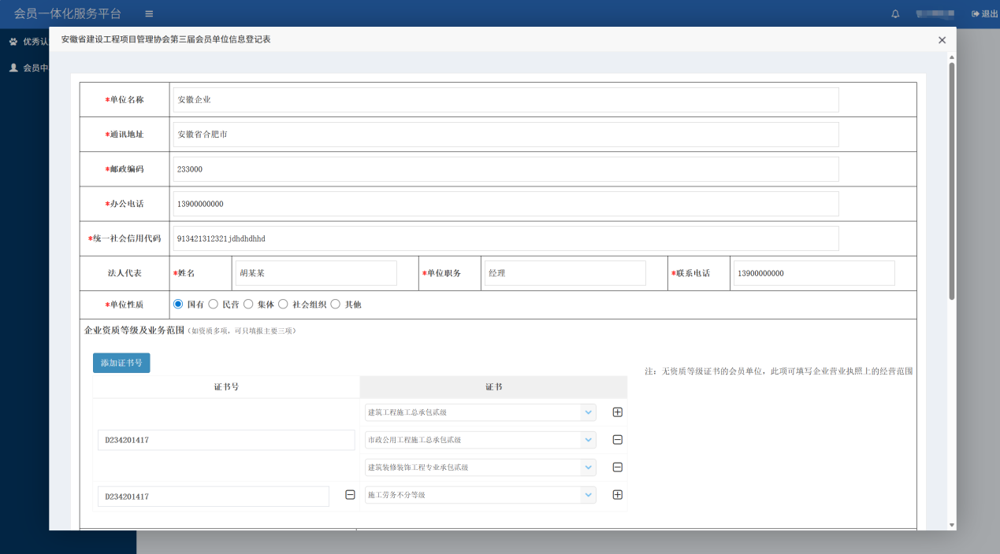 会员一体化服务平台
退出
优秀认
会员中
安徽省建设工程项目管理协会第三届会员单位信息登记表
*单位名称 安徽企业
*通讯地址 安徽省合肥市
*邮政编码 233000
*办公电话 13900000000
*统一社会信用代码 913421312321jdhdhdhhd
法人代表 *姓名 胡某某 *单位职务 经理 *联系电话 13900000000
*单位性质 国有 民营 集体 社会组织 其他
企业资质等级及业务范围（如资质多项，可只填报主要三项）
添加证书号
注：无资质等级证书的会员单位，此项可填写企业营业执照上的经营范围
证书号 证书
建筑工程施工总承包贰级
D234201417 市政公用工程施工总承包贰级
建筑装修装饰工程专业承包贰级
D234201417 施工劳务不分等级